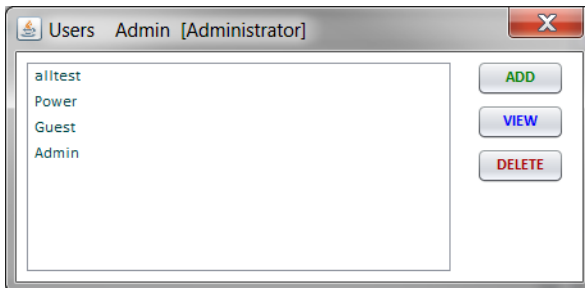 Users Admin [Administrator]
alltest
Power
Guest
Admin
ADD
VIEW
DELETE